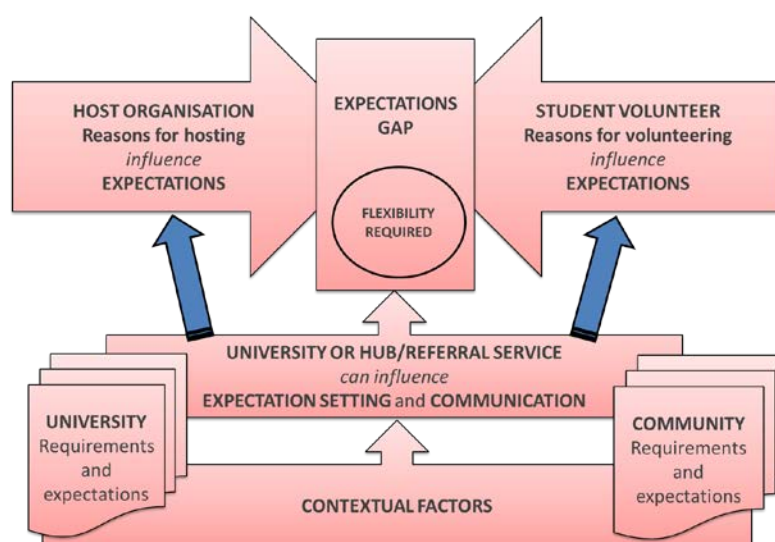 HOST ORGANISATION
Reasons for hosting
influence
EXPECTATIONS
EXPECTATIONS
GAP
FLEXIBILITY
REQUIRED
STUDENT VOLUNTEER
Reasons for volunteering
influence
EXPECTATIONS
UNIVERSITY OR HUB/REFERRAL SERVICE
can influence
EXPECTATION SETTING and COMMUNICATION
UNIVERSITY
Requirements
and
expectations
COMMUNITY
Requirements
and
expectations
CONTEXTUAL FACTORS